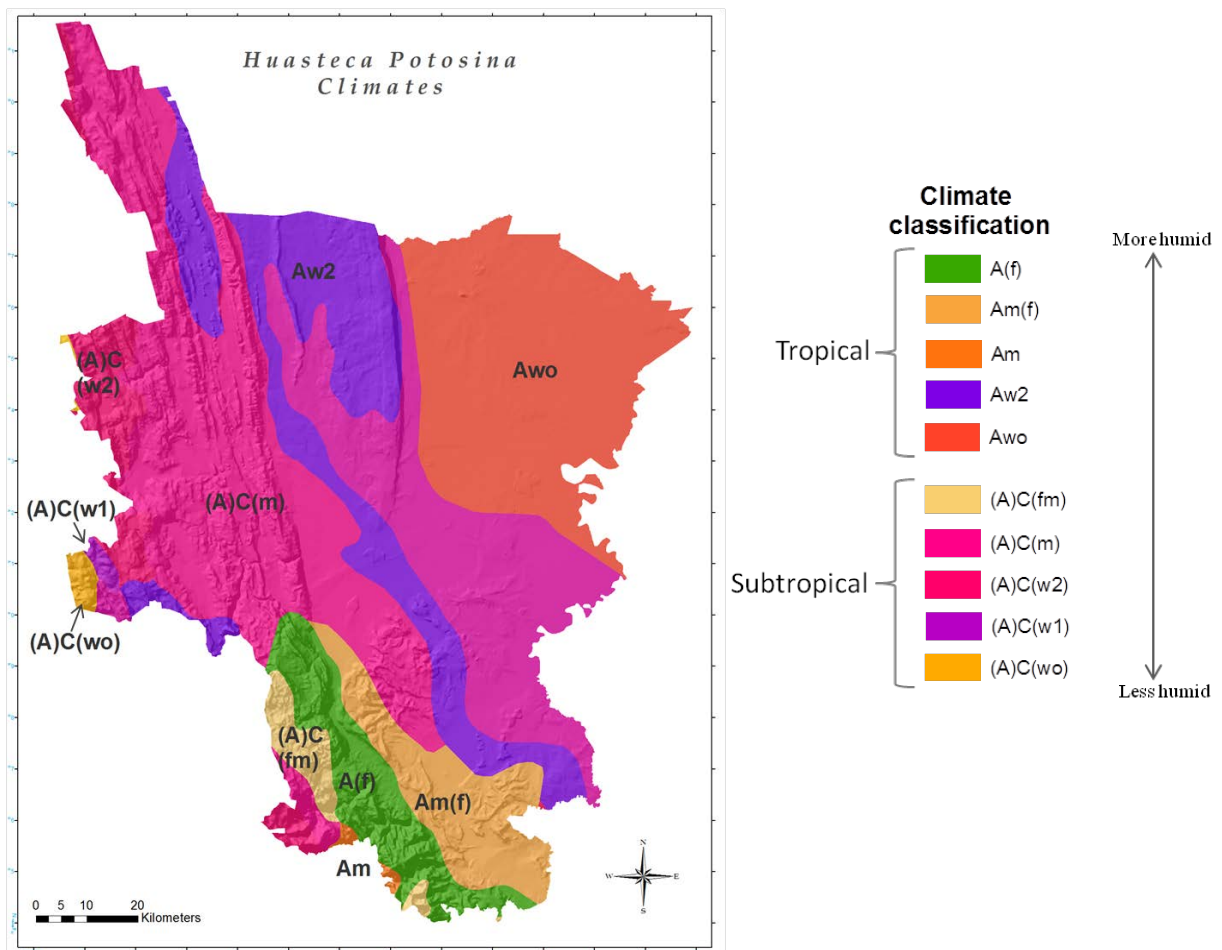 Huasteca Potosina
Climates
Aw2
Awo
(A)C
(w2)
(A)C(m)
(A)C(w1)
(A)C(wo)
(A)C
(fm)
A(f)
Am(f)
Am
N
W
E
S
0 5 10 20
Kilometers
Climate
classification
More humid
Tropical
A(f)
Am(f)
Am
Aw2
Awo
Subtropical
(A)C(fm)
(A)C(m)
(A)C(w2)
(A)C(w1)
(A)C(wo)
Less humid